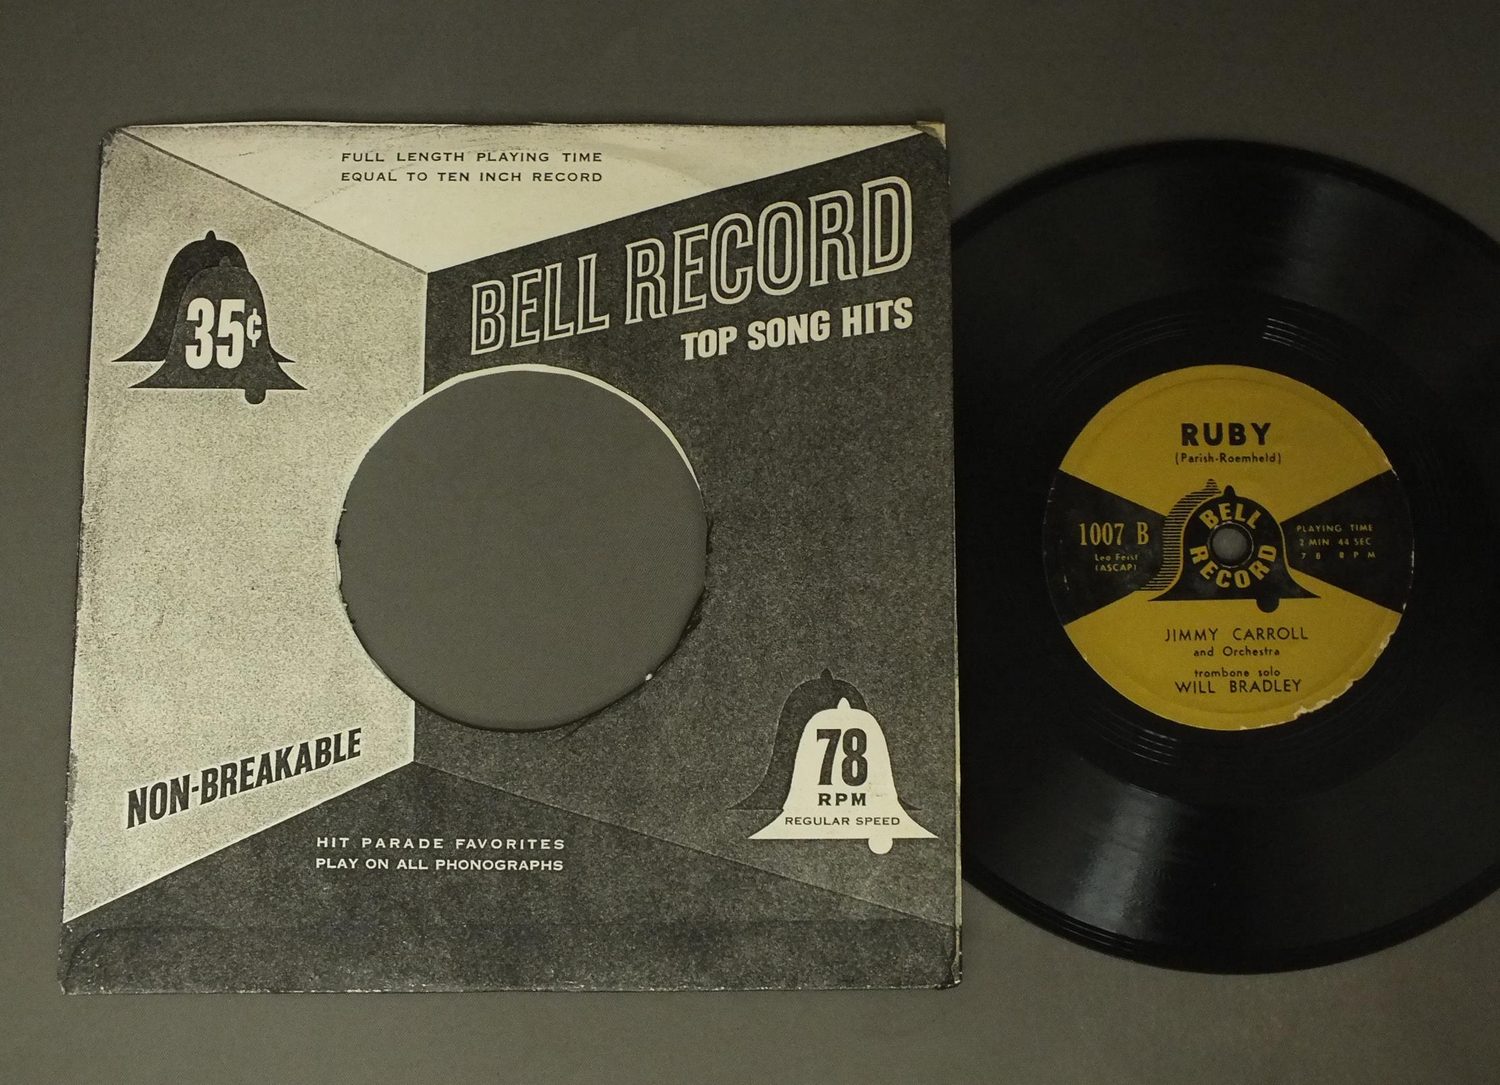 FULL LENGTH PLAYING TIME
EQUAL TO TEN INCH RECORD
BELL RECORD
TOP SONG HITS
35¢
NON-BREAKABLE
HIT PARADE FAVORITES
PLAY ON ALL PHONOGRAPHS
78
RPM
REGULAR SPEED
RUBY
(Parish-Roemheld)
BELL
RECORD
1007 B
Leo Feist
(ASCAP)
PLAYING TIME
2 MIN 44 SEC
78 RPM
JIMMY CARROLL
and Orchestra
trombone solo
WILL BRADLEY